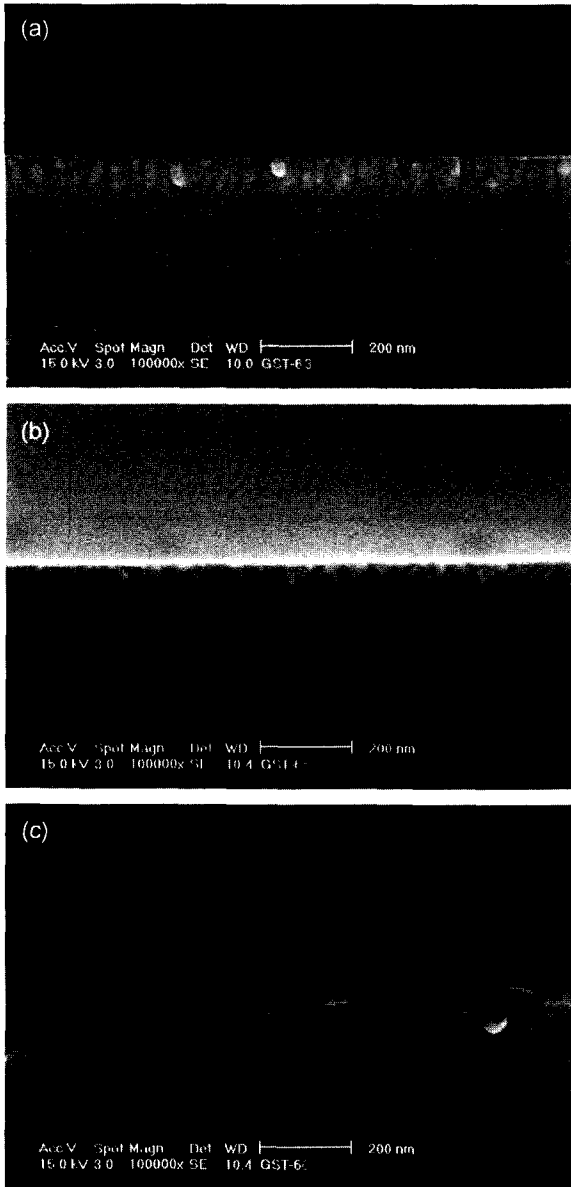 (a)
Acc.V Spot Magn Det WD 200 nm
15.0 kV 3.0 100000x SE 10.0 GST-63
(b)
Acc.V Spot Magn Det WD 200 nm
15.0 kV 3.0 100000x SE 10.4
(c)
Acc.V Spot Magn Det WD 200 nm
15.0 kV 3.0 100000x SE 10.4